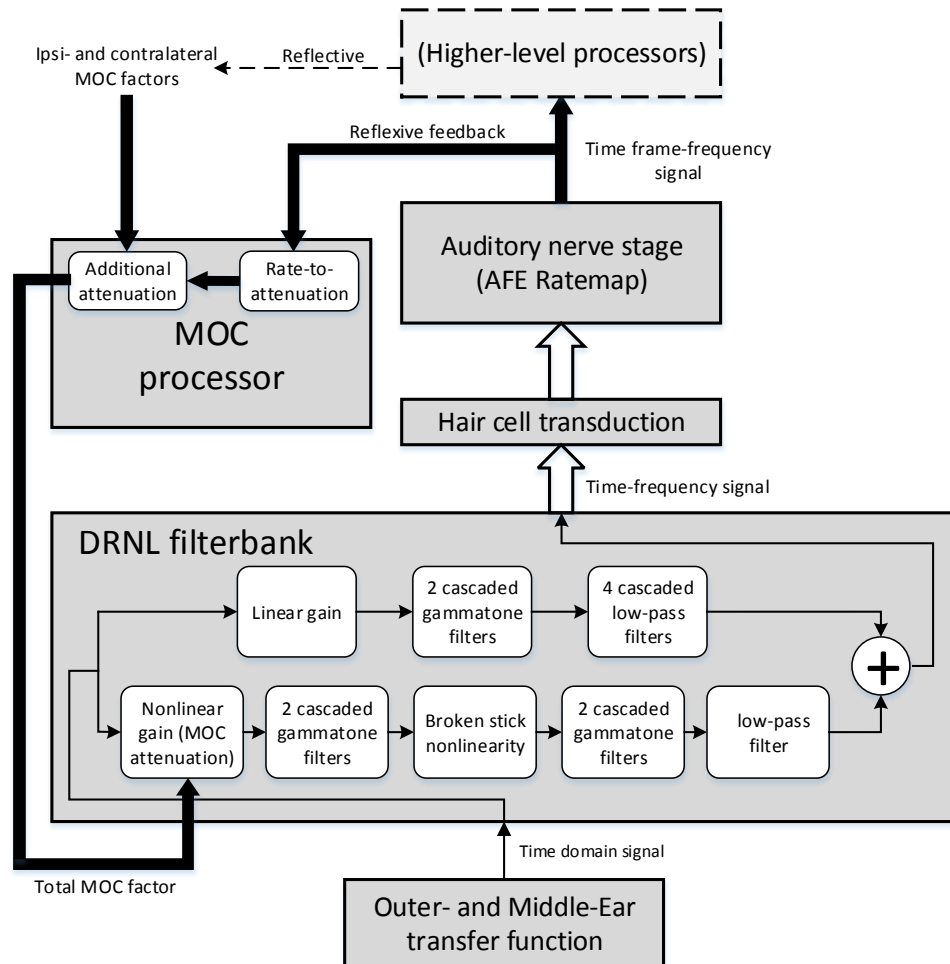 (Higher-level processors)
Reflective
Ipsi- and contralateral
MOC factors
Reflexive feedback
Time frame-frequency
signal
Auditory nerve stage
(AFE Ratemap)
Additional
attenuation
Rate-to-
attenuation
MOC
processor
Hair cell transduction
Time-frequency signal
DRNL filterbank
Linear gain
2 cascaded
gammatone
filters
4 cascaded
low-pass
filters
+
Nonlinear
gain (MOC
attenuation)
2 cascaded
gammatone
filters
Broken stick
nonlinearity
2 cascaded
gammatone
filters
low-pass
filter
Time domain signal
Total MOC factor
Outer- and Middle-Ear
transfer function